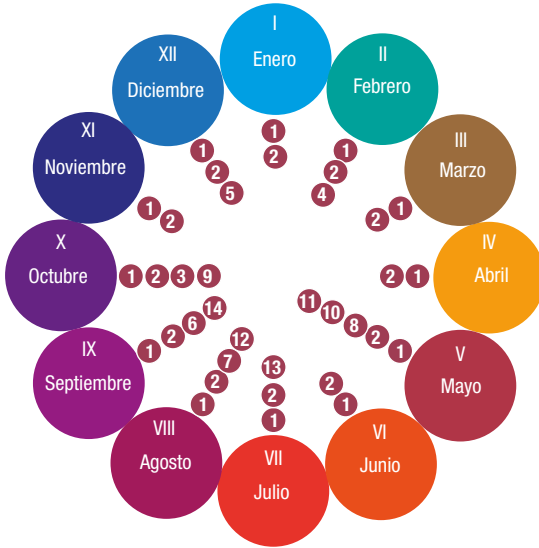 I
Enero
1
2
II
Febrero
1
2
4
III
Marzo
1
2
IV
Abril
1
2
V
Mayo
1
2
8
10
11
VI
Junio
1
2
VII
Julio
1
2
13
VIII
Agosto
1
2
7
12
IX
Septiembre
1
2
6
14
X
Octubre
1 2 3 9
XI
Noviembre
1
2
XII
Diciembre
1
2
5